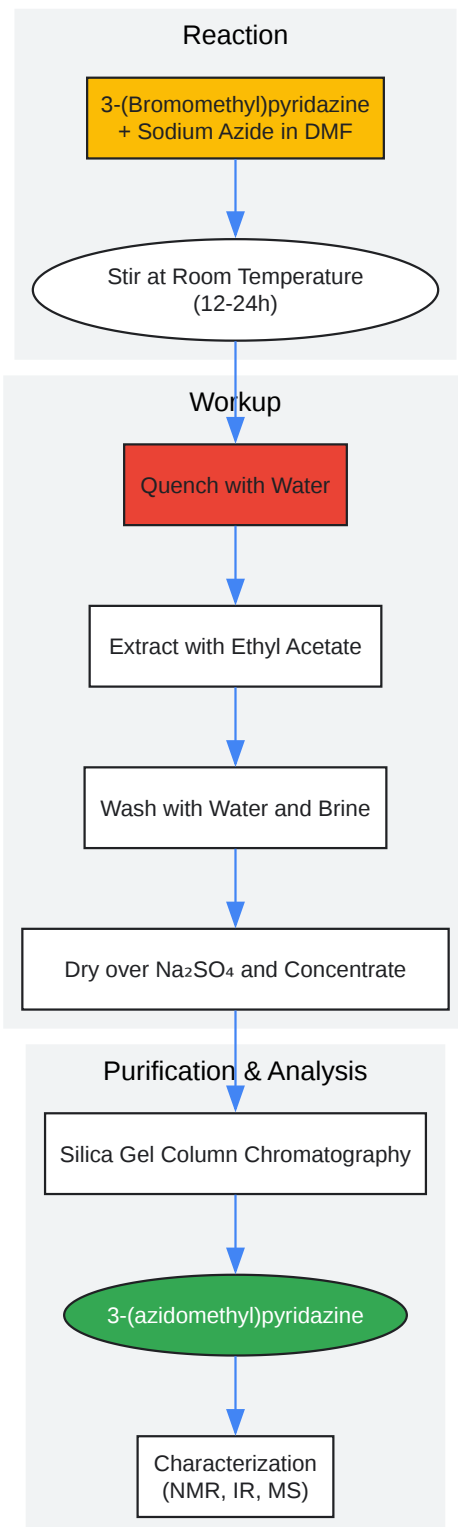 Reaction
3-(Bromomethyl)pyridazine
+ Sodium Azide in DMF
Stir at Room Temperature
(12-24h)
Workup
Quench with Water
Extract with Ethyl Acetate
Wash with Water and Brine
Dry over Na₂SO₄ and Concentrate
Purification & Analysis
Silica Gel Column Chromatography
3-(azidomethyl)pyridazine
Characterization
(NMR, IR, MS)